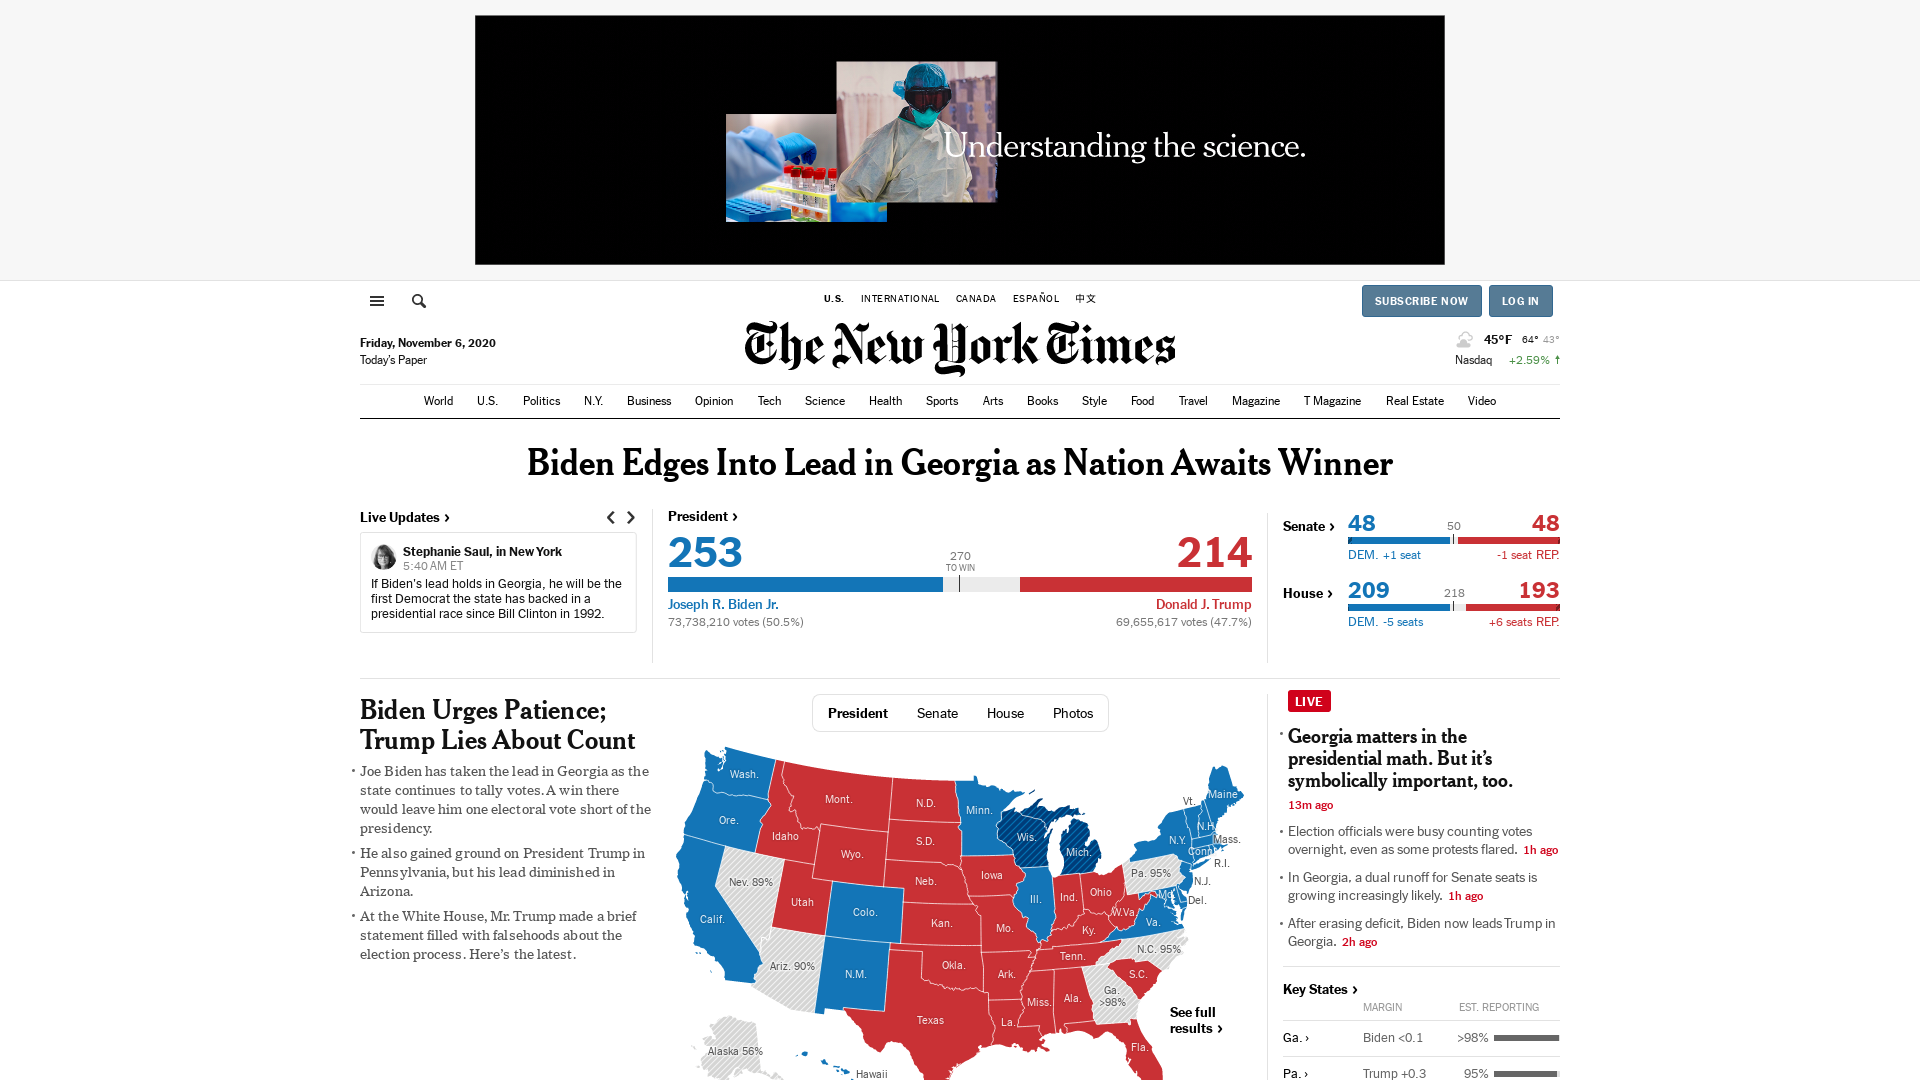 Understanding the science.
U.S. INTERNATIONAL CANADA ESPAÑOL 中文
SUBSCRIBE NOW LOG IN
Friday, November 6, 2020
Today's Paper
The New York Times
45°F 64° 43°
Nasdaq +2.59% ↑
World U.S. Politics N.Y. Business Opinion Tech Science Health Sports Arts Books Style Food Travel Magazine T Magazine Real Estate Video
Biden Edges Into Lead in Georgia as Nation Awaits Winner
Live Updates ›
Stephanie Saul, in New York
5:40 AM ET
If Biden's lead holds in Georgia, he will be the
first Democrat the state has backed in a
presidential race since Bill Clinton in 1992.
President ›
253 270 TO WIN 214
Joseph R. Biden Jr. Donald J. Trump
73,738,210 votes (50.5%) 69,655,617 votes (47.7%)
Senate › 48 50 48
DEM. +1 seat -1 seat REP.
House › 209 218 193
DEM. -5 seats +6 seats REP.
Biden Urges Patience;
Trump Lies About Count
• Joe Biden has taken the lead in Georgia as the
state continues to tally votes. A win there
would leave him one electoral vote short of the
presidency.
• He also gained ground on President Trump in
Pennsylvania, but his lead diminished in
Arizona.
• At the White House, Mr. Trump made a brief
statement filled with falsehoods about the
election process. Here's the latest.
President Senate House Photos
Wash.
Mont.
N.D.
Minn.
Vt.
Maine
Ore.
Idaho
S.D.
Wis.
N.H.
Wyo.
Mich.
N.Y.
Mass.
Conn.
R.I.
Nev. 89%
Neb.
Iowa
Pa. 95%
N.J.
Utah
Colo.
Ill.
Ind.
Ohio
Md.
Del.
Calif.
Kan.
Mo.
W.Va.
Ky.
Va.
Ariz. 90%
N.M.
Okla.
Ark.
Tenn.
N.C. 95%
S.C.
Texas
La.
Miss.
Ala.
Ga.
>98%
Fla.
Alaska 56%
Hawaii
See full
results ›
LIVE
• Georgia matters in the
presidential math. But it's
symbolically important, too.
13m ago
• Election officials were busy counting votes
overnight, even as some protests flared. 1h ago
• In Georgia, a dual runoff for Senate seats is
growing increasingly likely. 1h ago
• After erasing deficit, Biden now leads Trump in
Georgia. 2h ago
Key States ›
MARGIN EST. REPORTING
Ga. › Biden <0.1 >98%
Pa. › Trump +0.3 95%